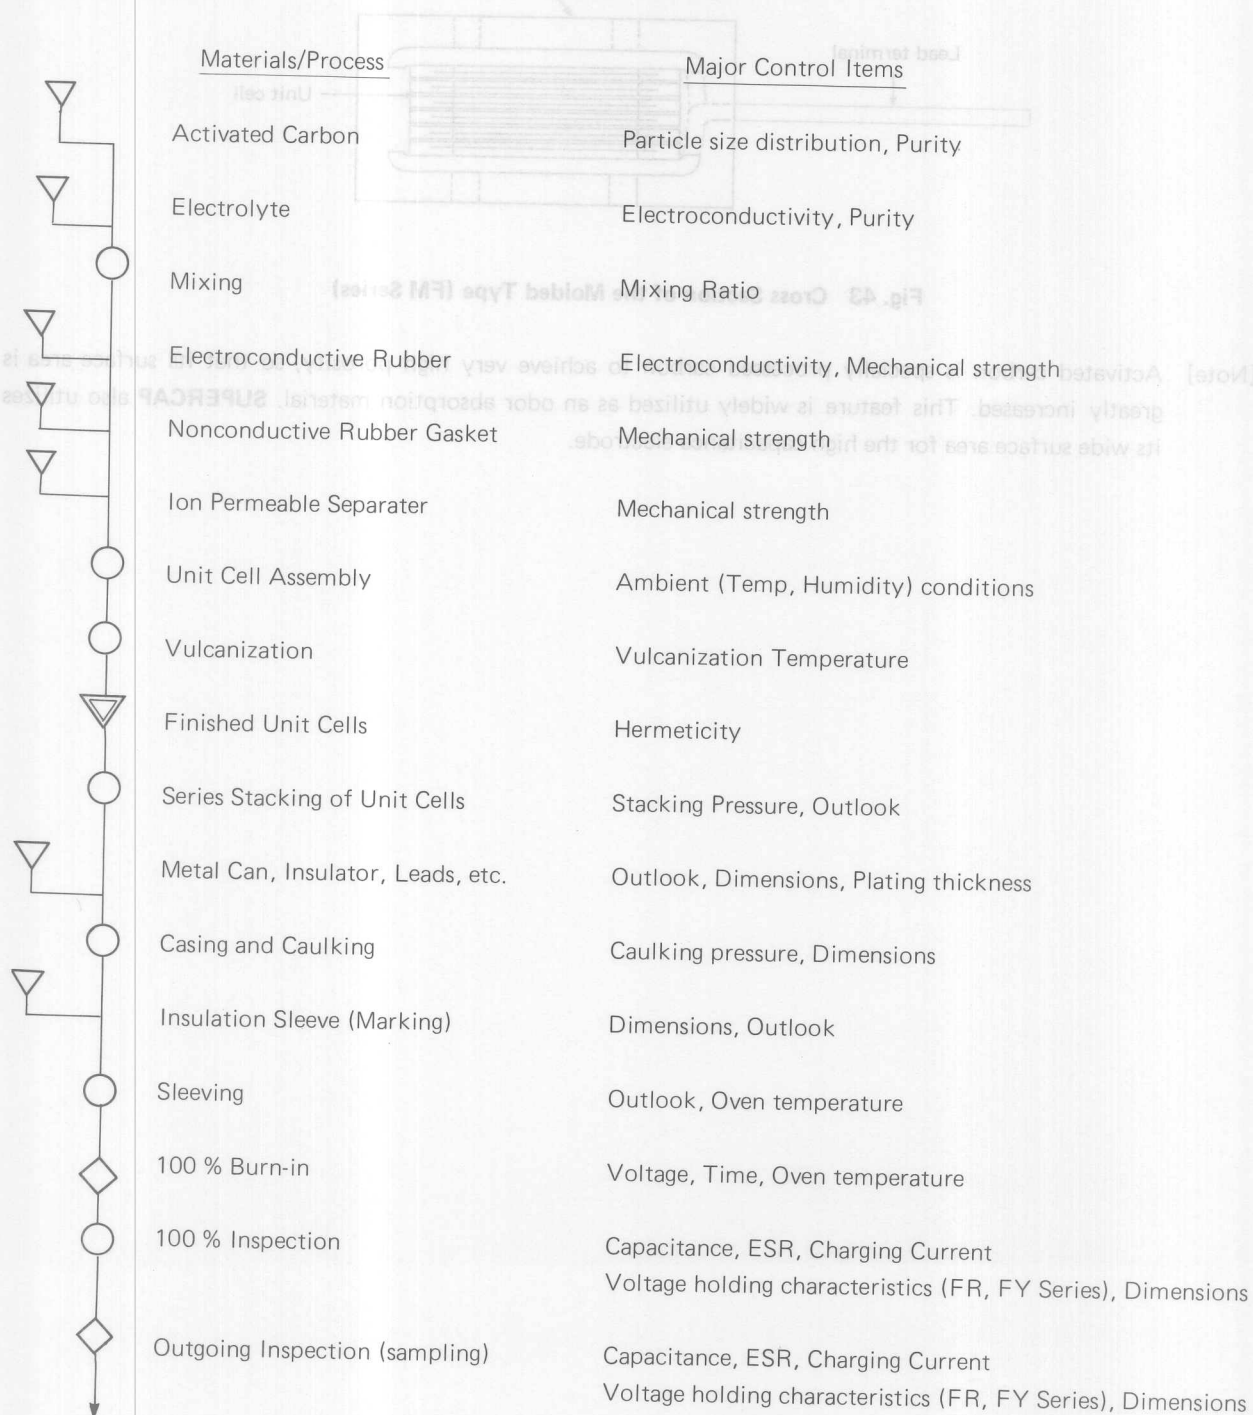 Materials/Process Major Control Items
Activated Carbon Particle size distribution, Purity
Electrolyte Electroconductivity, Purity
Mixing Mixing Ratio
Electroconductive Rubber Electroconductivity, Mechanical strength
Nonconductive Rubber Gasket Mechanical strength
Ion Permeable Separater Mechanical strength
Unit Cell Assembly Ambient (Temp, Humidity) conditions
Vulcanization Vulcanization Temperature
Finished Unit Cells Hermeticity
Series Stacking of Unit Cells Stacking Pressure, Outlook
Metal Can, Insulator, Leads, etc. Outlook, Dimensions, Plating thickness
Casing and Caulking Caulking pressure, Dimensions
Insulation Sleeve (Marking) Dimensions, Outlook
Sleeving Outlook, Oven temperature
100 % Burn-in Voltage, Time, Oven temperature
100 % Inspection Capacitance, ESR, Charging Current
Voltage holding characteristics (FR, FY Series), Dimensions
Outgoing Inspection (sampling) Capacitance, ESR, Charging Current
Voltage holding characteristics (FR, FY Series), Dimensions